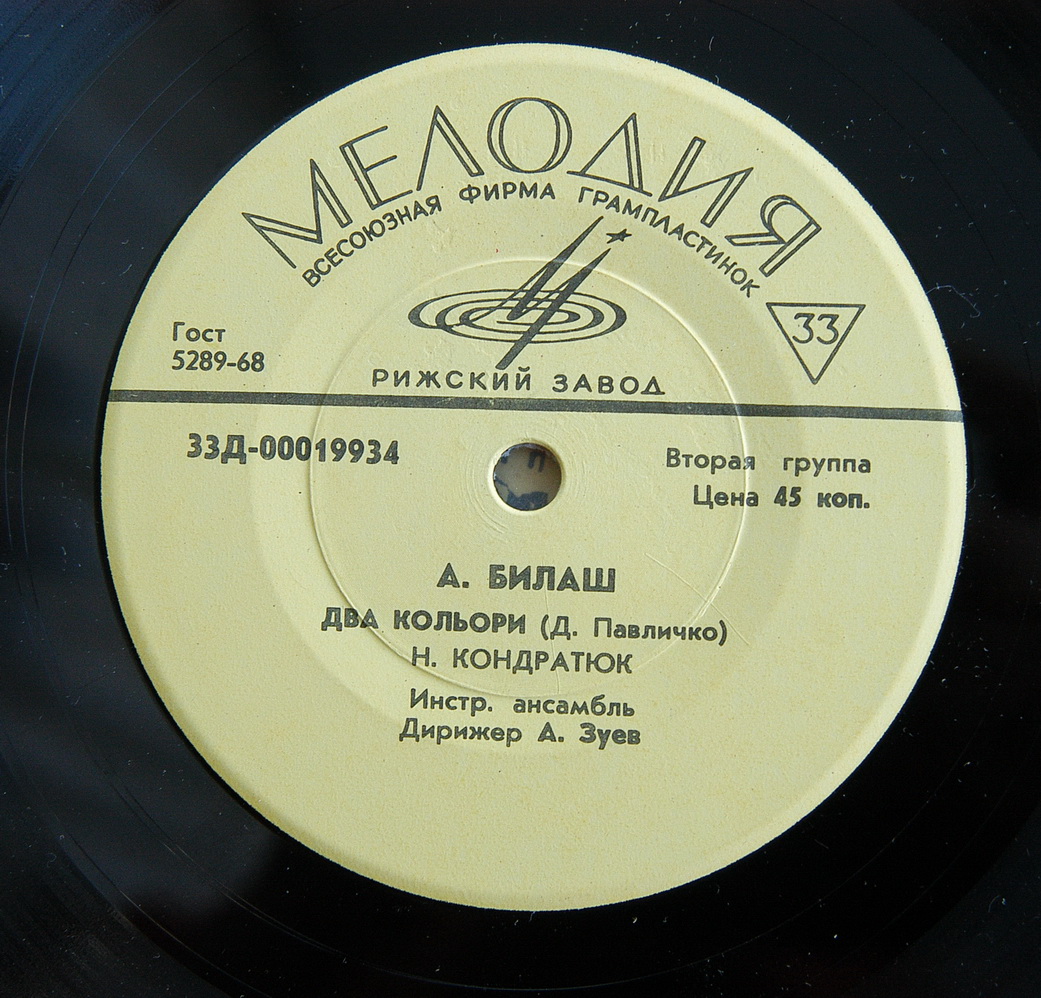 МЕЛОДИЯ
ВСЕСОЮЗНАЯ ФИРМА ГРАМПЛАСТИНОК
33
Гост
5289-68
РИЖСКИЙ ЗАВОД
33Д-00019934
Вторая группа
Цена 45 коп.
А. БИЛАШ
ДВА КОЛЬОРИ (Д. Павличко)
Н. КОНДРАТЮК
Инстр. ансамбль
Дирижер А. Зуев